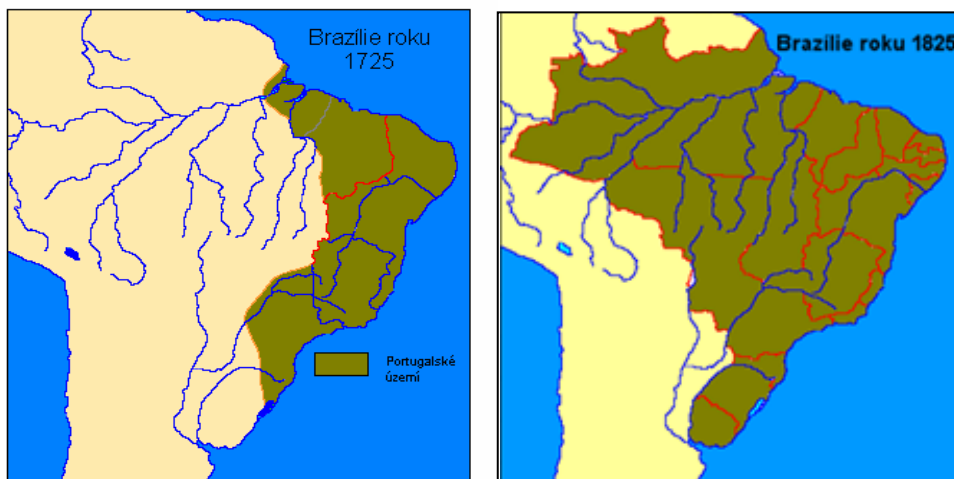 Brazílie roku
1725
Portugalské
území
Brazílie roku 1825